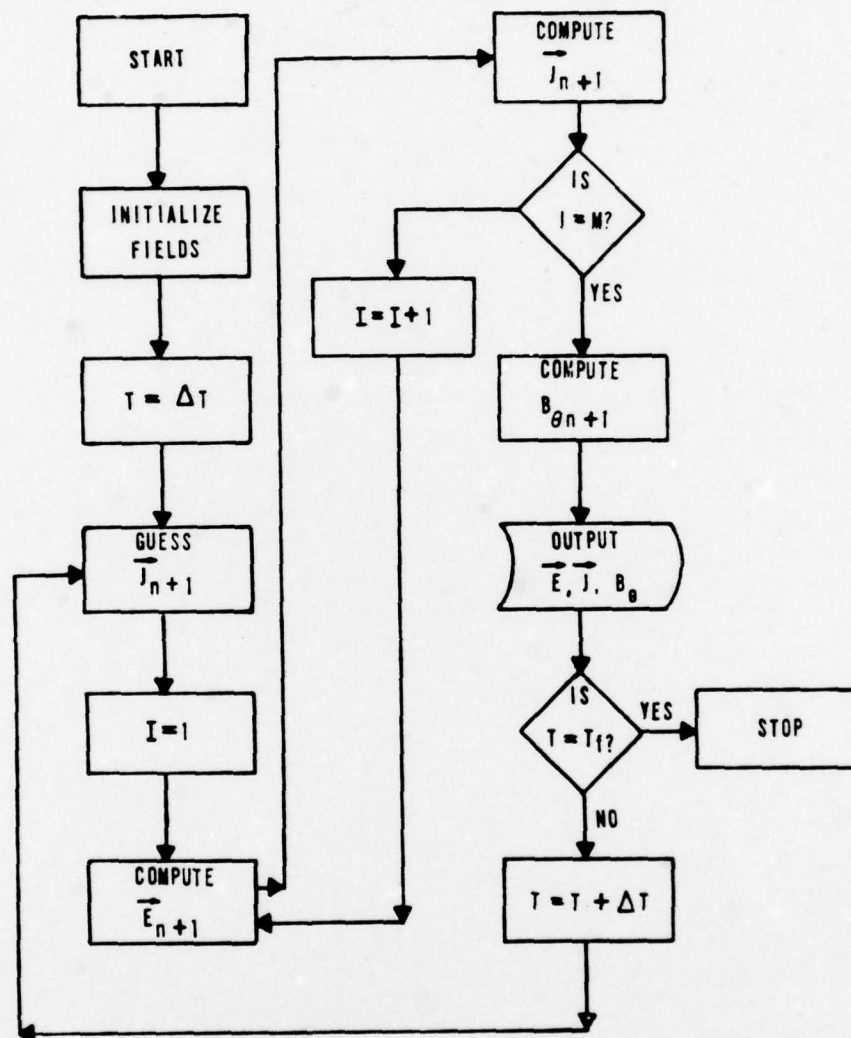 START
INITIALIZE
FIELDS
T = ΔT
GUESS
J⃗n+1
I=1
COMPUTE
E⃗n+1
COMPUTE
J⃗n+1
IS
I = M?
YES
I = I+1
COMPUTE
Bθn+1
OUTPUT
E⃗, J⃗, Bθ
IS
T = Tf?
YES
STOP
NO
T = T + ΔT